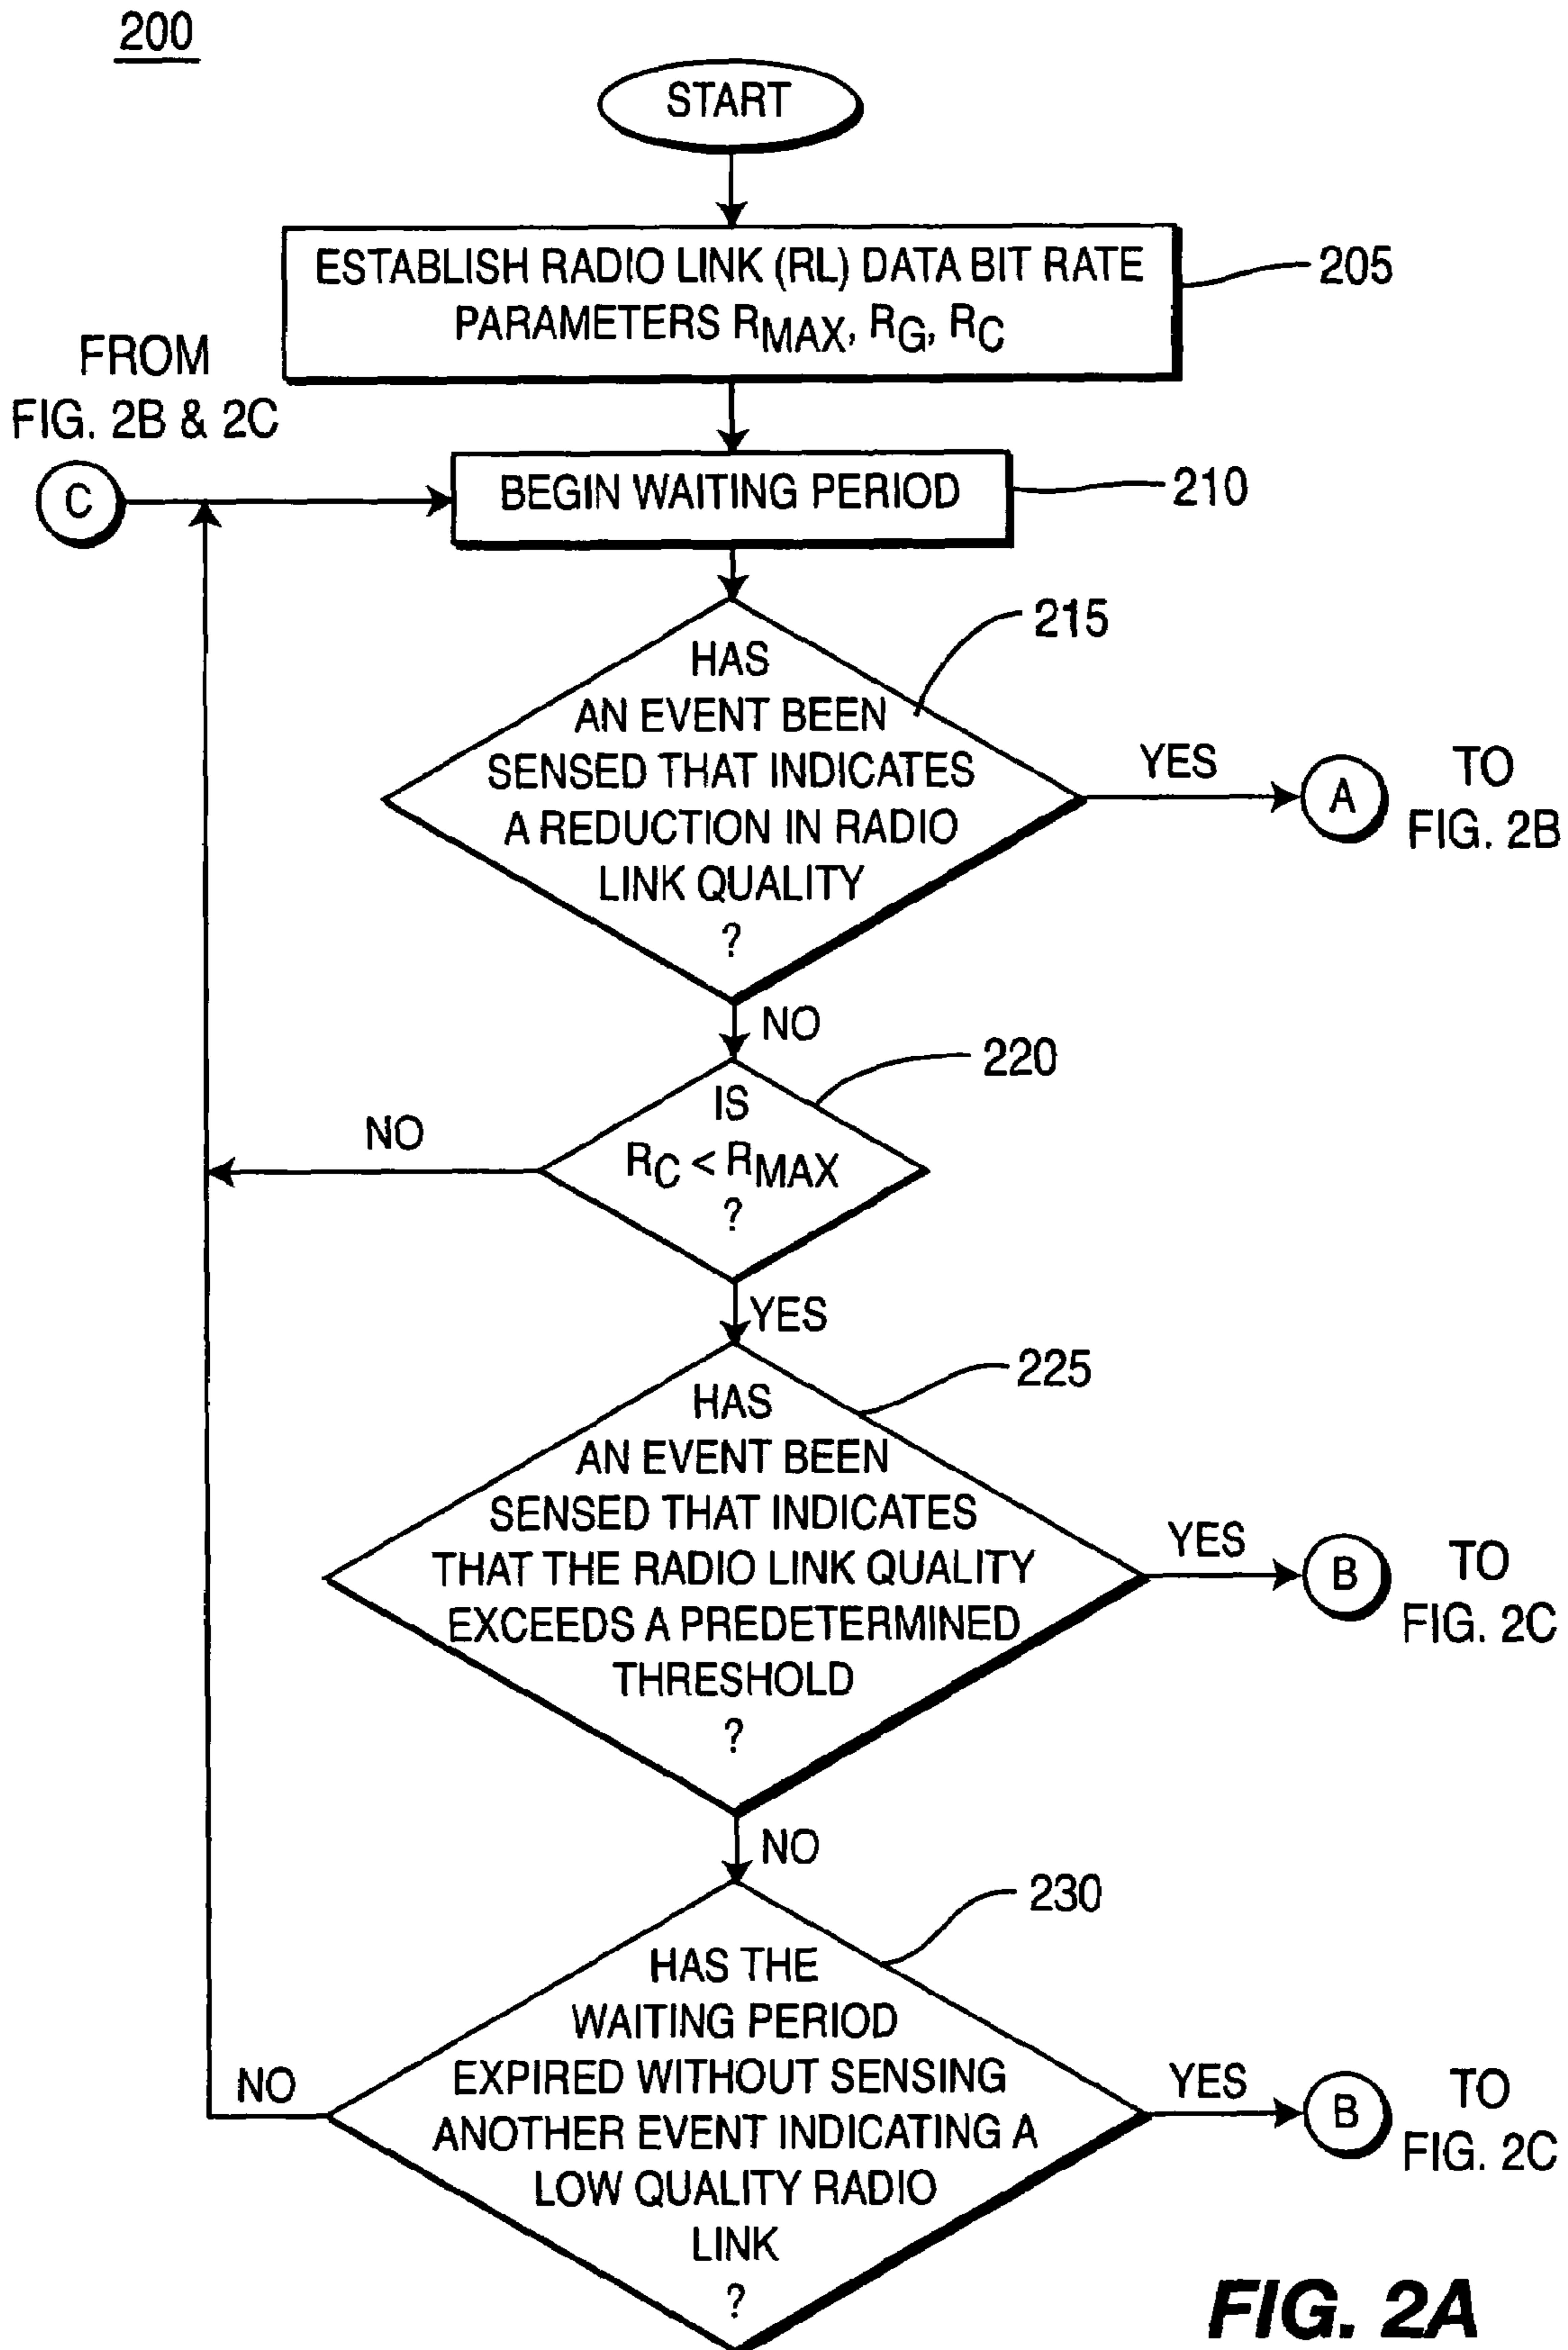 200
START
ESTABLISH RADIO LINK (RL) DATA BIT RATE
PARAMETERS RMAX, RG, RC
205
FROM
FIG. 2B & 2C
C
BEGIN WAITING PERIOD
210
HAS
AN EVENT BEEN
SENSED THAT INDICATES
A REDUCTION IN RADIO
LINK QUALITY
?
215
YES
A
TO
FIG. 2B
NO
IS
RC < RMAX
?
220
NO
YES
HAS
AN EVENT BEEN
SENSED THAT INDICATES
THAT THE RADIO LINK QUALITY
EXCEEDS A PREDETERMINED
THRESHOLD
?
225
YES
B
TO
FIG. 2C
NO
HAS THE
WAITING PERIOD
EXPIRED WITHOUT SENSING
ANOTHER EVENT INDICATING A
LOW QUALITY RADIO
LINK
?
230
NO
YES
B
TO
FIG. 2C
FIG. 2A